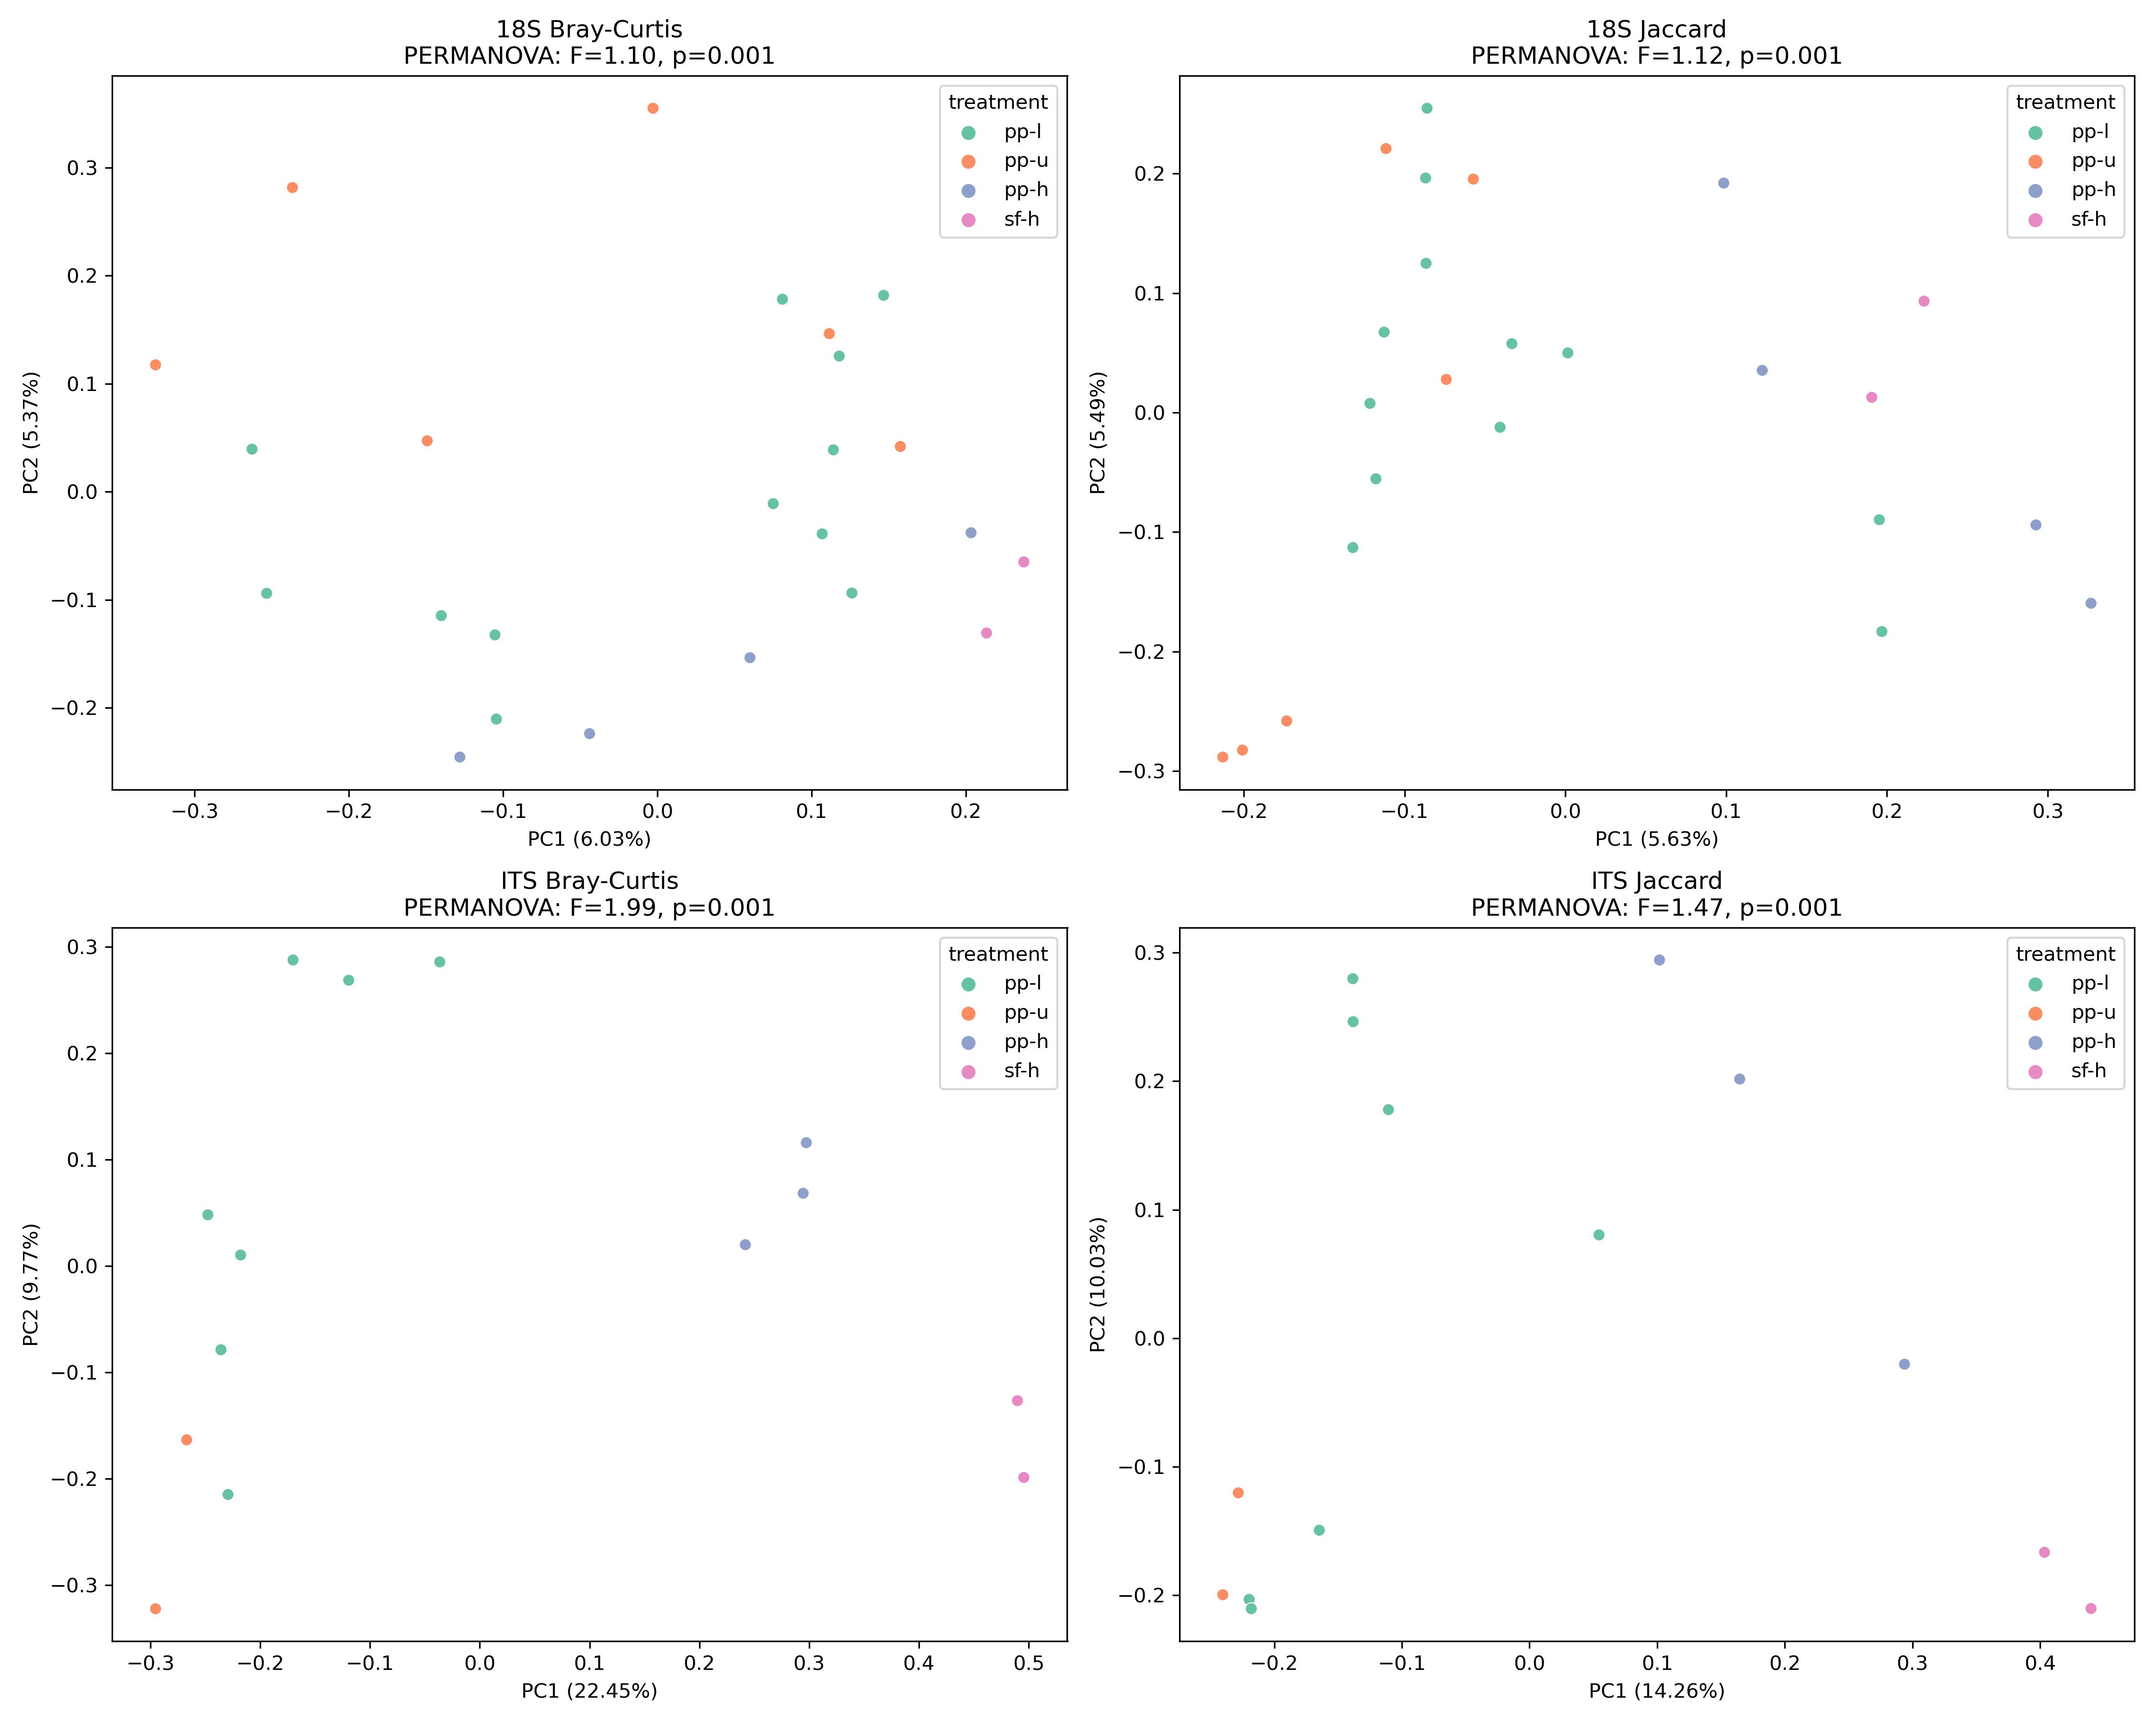 18S Bray-Curtis
PERMANOVA: F=1.10, p=0.001
treatment
pp-l
pp-u
pp-h
sf-h
PC2 (5.37%)
0.3
0.2
0.1
0.0
−0.1
−0.2
−0.3
−0.2
−0.1
0.0
0.1
0.2
PC1 (6.03%)
18S Jaccard
PERMANOVA: F=1.12, p=0.001
treatment
pp-l
pp-u
pp-h
sf-h
PC2 (5.49%)
0.2
0.1
0.0
−0.1
−0.2
−0.3
−0.2
−0.1
0.0
0.1
0.2
0.3
PC1 (5.63%)
ITS Bray-Curtis
PERMANOVA: F=1.99, p=0.001
treatment
pp-l
pp-u
pp-h
sf-h
PC2 (9.77%)
0.3
0.2
0.1
0.0
−0.1
−0.2
−0.3
−0.3
−0.2
−0.1
0.0
0.1
0.2
0.3
0.4
0.5
PC1 (22.45%)
ITS Jaccard
PERMANOVA: F=1.47, p=0.001
treatment
pp-l
pp-u
pp-h
sf-h
PC2 (10.03%)
0.3
0.2
0.1
0.0
−0.1
−0.2
−0.2
−0.1
0.0
0.1
0.2
0.3
0.4
PC1 (14.26%)